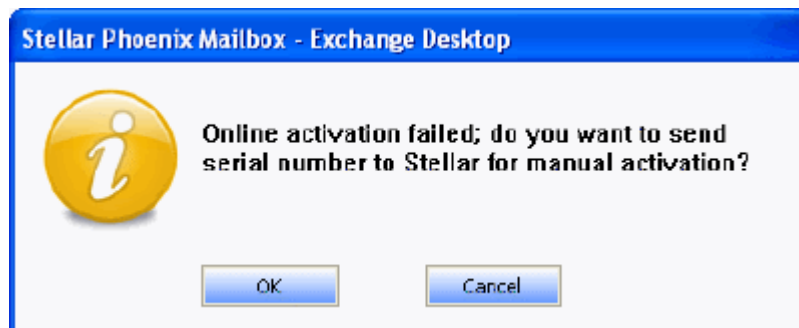 Stellar Phoenix Mailbox - Exchange Desktop
Online activation failed; do you want to send
serial number to Stellar for manual activation?
OK
Cancel